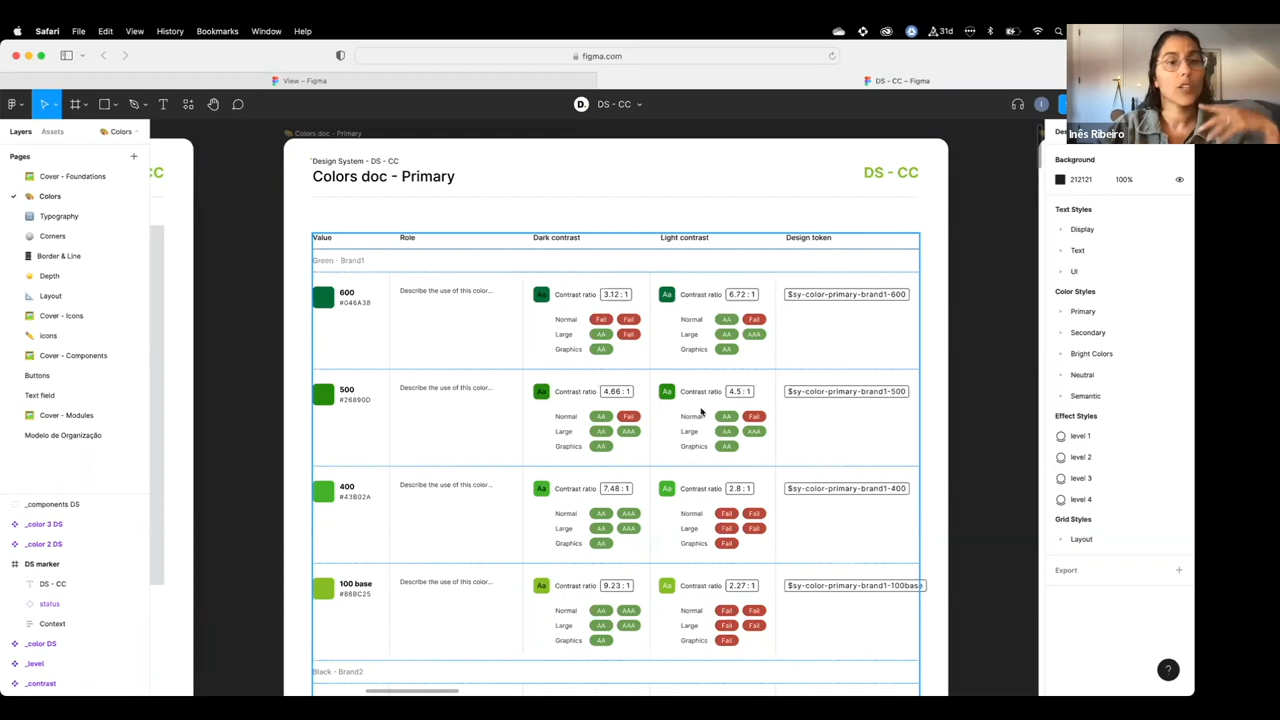 Safari File Edit View History Bookmarks Window Help 31d
figma.com
View – Figma
DS - CC – Figma
DS - CC
Inês Ribeiro
Layers Assets Colors
Pages
Cover - Foundations
Colors
Typography
Corners
Border & Line
Depth
Layout
Cover - Icons
icons
Cover - Components
Buttons
Text field
Cover - Modules
Modelo de Organização
_components DS
_color 3 DS
_color 2 DS
DS marker
DS - CC
status
Context
_color DS
_level
_contrast
CC
Colors doc - Primary
Design System - DS - CC
Colors doc - Primary
DS - CC
Value Role Dark contrast Light contrast Design token
Green - Brand1
600
#046A38
Describe the use of this color...
Aa Contrast ratio 3.12 : 1
Normal Fail Fail
Large AA Fail
Graphics AA
Aa Contrast ratio 6.72 : 1
Normal AA Fail
Large AA AAA
Graphics AA
$sy-color-primary-brand1-600
500
#26890D
Describe the use of this color...
Aa Contrast ratio 4.66 : 1
Normal AA Fail
Large AA AAA
Graphics AA
Aa Contrast ratio 4.5 : 1
Normal AA Fail
Large AA AAA
Graphics AA
$sy-color-primary-brand1-500
400
#43B02A
Describe the use of this color...
Aa Contrast ratio 7.48 : 1
Normal AA AAA
Large AA AAA
Graphics AA
Aa Contrast ratio 2.8 : 1
Normal Fail Fail
Large Fail Fail
Graphics Fail
$sy-color-primary-brand1-400
100 base
#86BC25
Describe the use of this color...
Aa Contrast ratio 9.23 : 1
Normal AA AAA
Large AA AAA
Graphics AA
Aa Contrast ratio 2.27 : 1
Normal Fail Fail
Large Fail Fail
Graphics Fail
$sy-color-primary-brand1-100base
Black - Brand2
Background
212121 100%
Text Styles
Display
Text
UI
Color Styles
Primary
Secondary
Bright Colors
Neutral
Semantic
Effect Styles
level 1
level 2
level 3
level 4
Grid Styles
Layout
Export
?